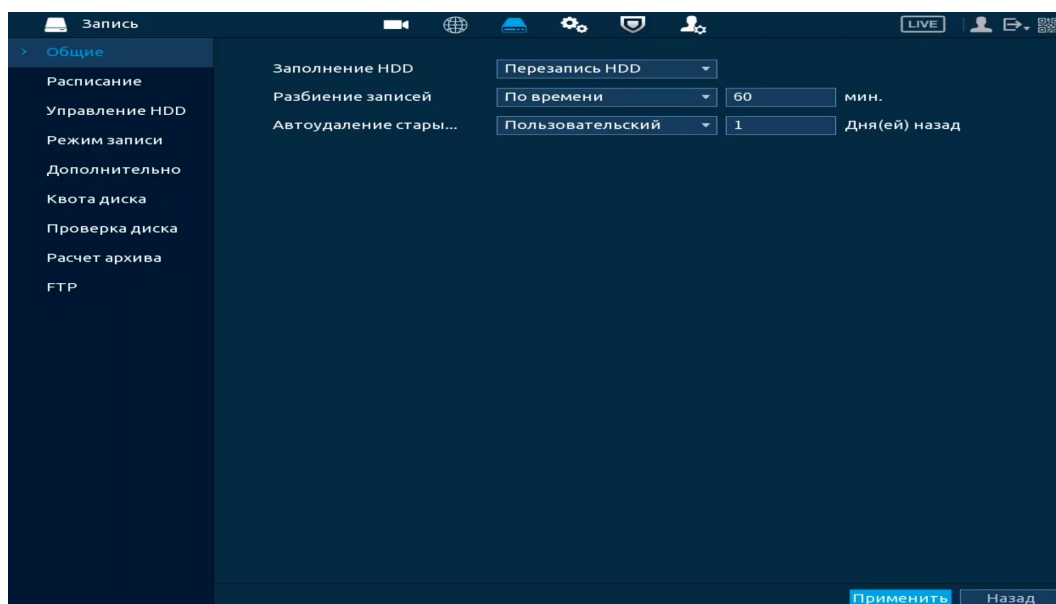 Запись
LIVE
Общие
Расписание
Управление HDD
Режим записи
Дополнительно
Квота диска
Проверка диска
Расчет архива
FTP
Заполнение HDD Перезапись HDD
Разбиение записей По времени 60 мин.
Автоудаление стары... Пользовательский 1 Дня(ей) назад
Применить Назад